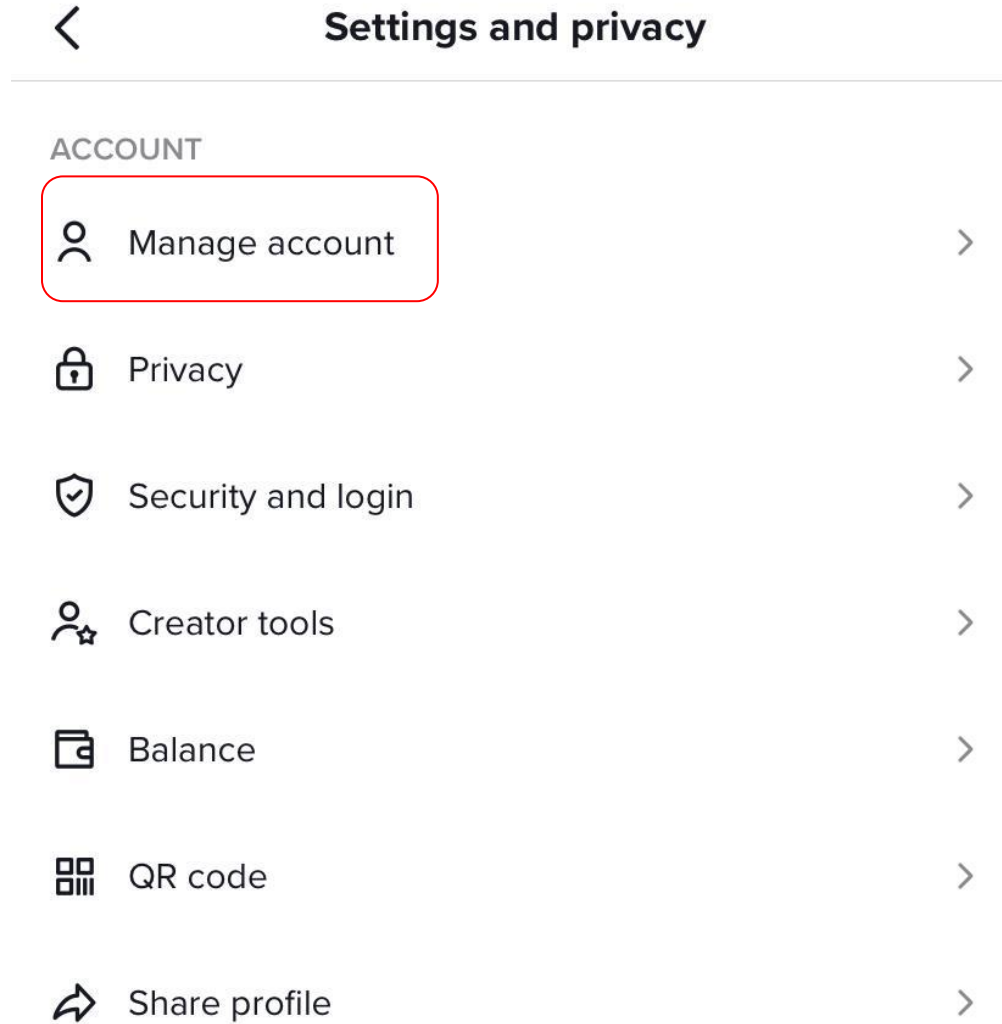 Settings and privacy
ACCOUNT
Manage account
Privacy
Security and login
Creator tools
Balance
QR code
Share profile